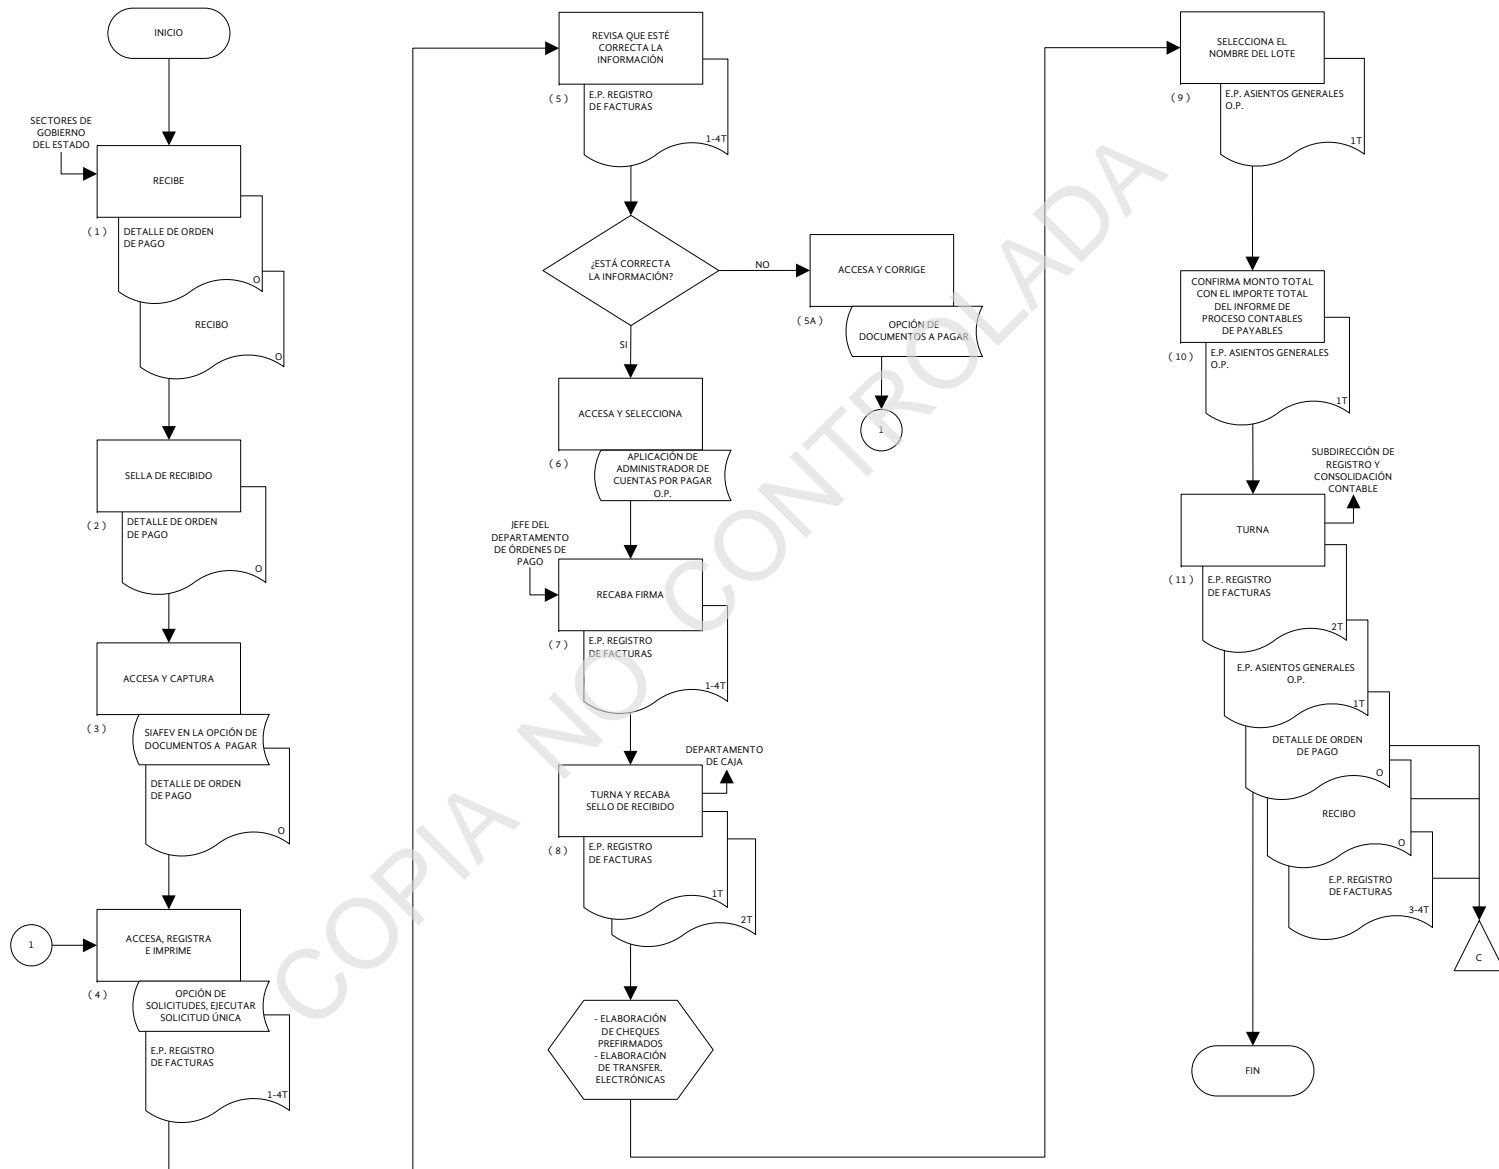 INICIO
SECTORES DE
GOBIERNO
DEL ESTADO
RECIBE
( 1 )
DETALLE DE ORDEN
DE PAGO
O
RECIBO
O
SELLA DE RECIBIDO
( 2 )
DETALLE DE ORDEN
DE PAGO
O
ACCESA Y CAPTURA
( 3 )
SIAFEV EN LA OPCIÓN DE
DOCUMENTOS A PAGAR
DETALLE DE ORDEN
DE PAGO
O
1
ACCESA, REGISTRA
E IMPRIME
( 4 )
OPCIÓN DE
SOLICITUDES, EJECUTAR
SOLICITUD ÚNICA
E.P. REGISTRO
DE FACTURAS
1-4T
REVISA QUE ESTÉ
CORRECTA LA
INFORMACIÓN
( 5 )
E.P. REGISTRO
DE FACTURAS
1-4T
¿ESTÁ CORRECTA
LA INFORMACIÓN?
NO
ACCESA Y CORRIGE
( 5A )
OPCIÓN DE
DOCUMENTOS A PAGAR
1
SI
ACCESA Y SELECCIONA
( 6 )
APLICACIÓN DE
ADMINISTRADOR DE
CUENTAS POR PAGAR
O.P.
JEFE DEL
DEPARTAMENTO
DE ÓRDENES DE
PAGO
RECABA FIRMA
( 7 )
E.P. REGISTRO
DE FACTURAS
1-4T
DEPARTAMENTO
DE CAJA
TURNA Y RECABA
SELLO DE RECIBIDO
( 8 )
E.P. REGISTRO
DE FACTURAS
1T
2T
- ELABORACIÓN
DE CHEQUES
PREFIRMADOS
- ELABORACIÓN
DE TRANSFER.
ELECTRÓNICAS
SELECCIONA EL
NOMBRE DEL LOTE
( 9 )
E.P. ASIENTOS GENERALES
O.P.
1T
CONFIRMA MONTO TOTAL
CON EL IMPORTE TOTAL
DEL INFORME DE
PROCESO CONTABLES
DE PAYABLES
( 10 )
E.P. ASIENTOS GENERALES
O.P.
1T
SUBDIRECCIÓN DE
REGISTRO Y
CONSOLIDACIÓN
CONTABLE
TURNA
( 11 )
E.P. REGISTRO
DE FACTURAS
2T
E.P. ASIENTOS GENERALES
O.P.
1T
DETALLE DE ORDEN
DE PAGO
O
RECIBO
O
E.P. REGISTRO
DE FACTURAS
3-4T
C
FIN
COPIA NO CONTROLADA